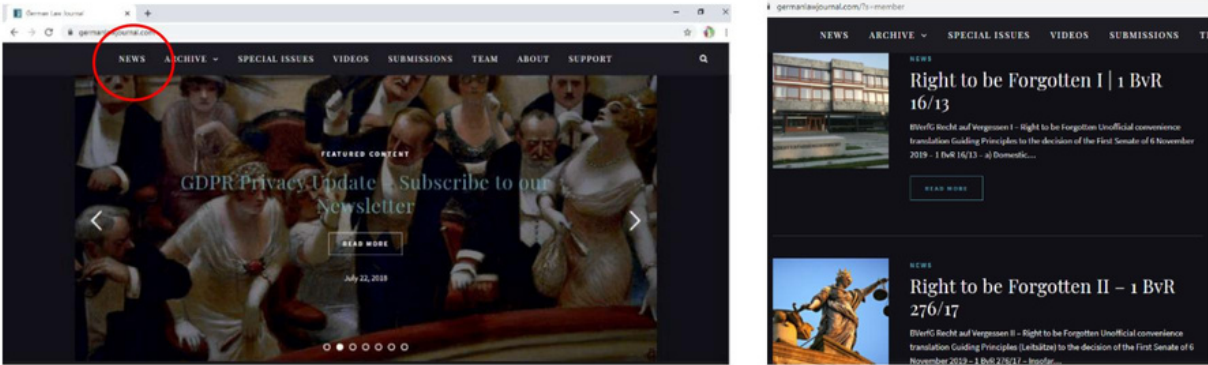 German Law Journal
germanlawjournal.com
NEWS ARCHIVE SPECIAL ISSUES VIDEOS SUBMISSIONS TEAM ABOUT SUPPORT
FEATURED CONTENT
GDPR Privacy Update – Subscribe to our
Newsletter
READ MORE
July 22, 2018
germanlawjournal.com/?s=member
NEWS ARCHIVE SPECIAL ISSUES VIDEOS SUBMISSIONS
NEWS
Right to be Forgotten I | 1 BvR
16/13
BVerfG Recht auf Vergessen I – Right to be Forgotten Unofficial convenience
translation Guiding Principles to the decision of the First Senate of 6 November
2019 – 1 BvR 16/13 – a) Domestic....
READ MORE
NEWS
Right to be Forgotten II – 1 BvR
276/17
BVerfG Recht auf Vergessen II – Right to be Forgotten Unofficial convenience
translation Guiding Principles (Leitsätze) to the decision of the First Senate of 6
November 2019 – 1 BvR 276/17 – Insofar....